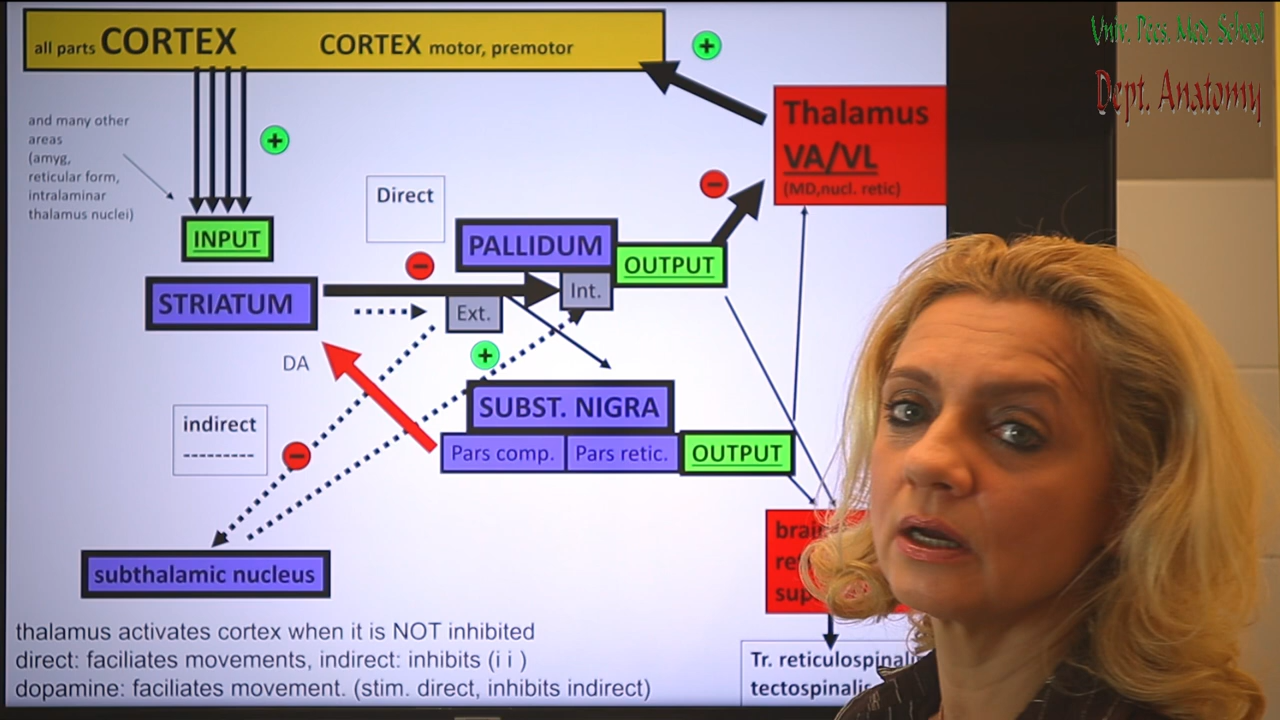 all parts CORTEX CORTEX motor, premotor
Univ. Pecs. Med. School
Dept. Anatomy
Thalamus
VA/VL
(MD,nucl. retic)
and many other
areas
(amyg,
reticular form,
intralaminar
thalamus nuclei)
INPUT
Direct
PALLIDUM
OUTPUT
STRIATUM
Int.
Ext.
DA
SUBST. NIGRA
indirect
Pars comp.
Pars retic.
OUTPUT
subthalamic nucleus
thalamus activates cortex when it is NOT inhibited
direct: faciliates movements, indirect: inhibits (i i )
dopamine: faciliates movement. (stim. direct, inhibits indirect)
Tr. reticulospinalis
tectospinalis